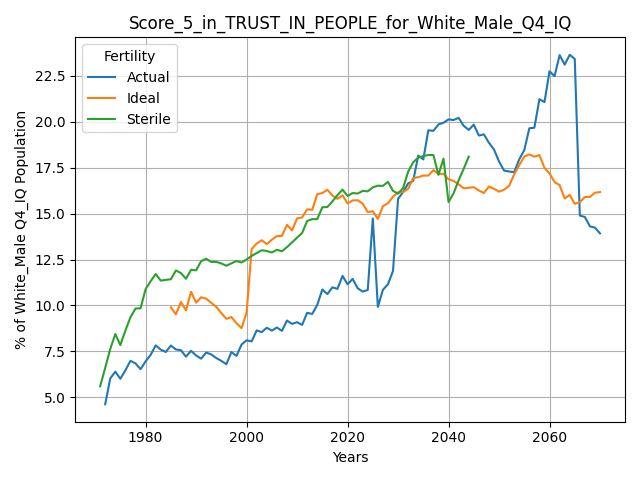 Score_5_in_TRUST_IN_PEOPLE_for_White_Male_Q4_IQ
Fertility
Actual
Ideal
Sterile
% of White_Male Q4_IQ Population
22.5
20.0
17.5
15.0
12.5
10.0
7.5
5.0
1980
2000
2020
2040
2060
Years